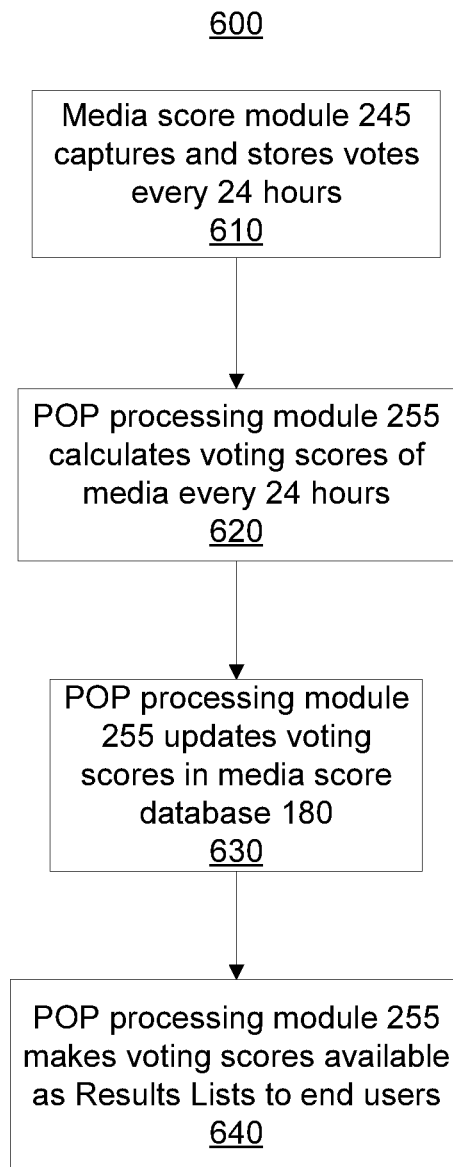 600
Media score module 245
captures and stores votes
every 24 hours
610
POP processing module 255
calculates voting scores of
media every 24 hours
620
POP processing module
255 updates voting
scores in media score
database 180
630
POP processing module 255
makes voting scores available
as Results Lists to end users
640